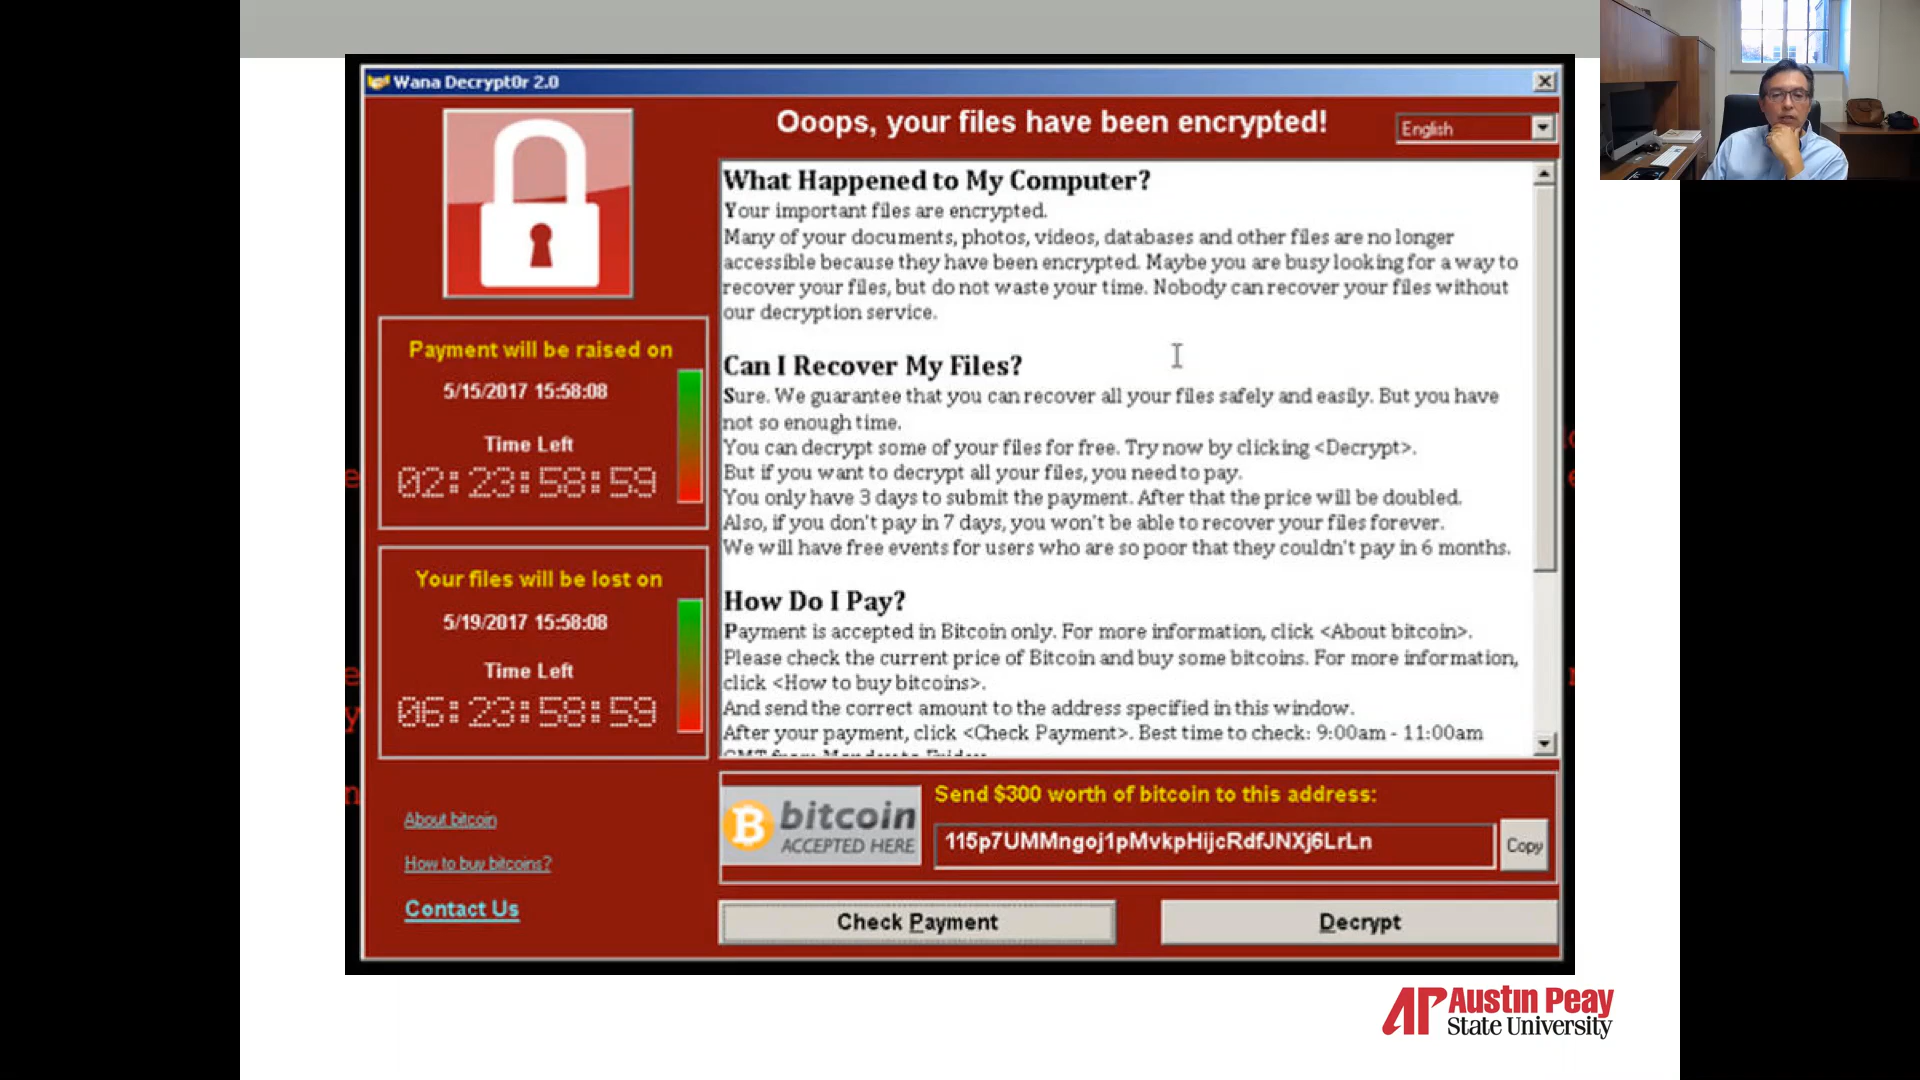 Wana Decrypt0r 2.0
Ooops, your files have been encrypted!
English
What Happened to My Computer?
Your important files are encrypted.
Many of your documents, photos, videos, databases and other files are no longer
accessible because they have been encrypted. Maybe you are busy looking for a way to
recover your files, but do not waste your time. Nobody can recover your files without
our decryption service.
Can I Recover My Files?
Sure. We guarantee that you can recover all your files safely and easily. But you have
not so enough time.
You can decrypt some of your files for free. Try now by clicking <Decrypt>.
But if you want to decrypt all your files, you need to pay.
You only have 3 days to submit the payment. After that the price will be doubled.
Also, if you don't pay in 7 days, you won't be able to recover your files forever.
We will have free events for users who are so poor that they couldn't pay in 6 months.
How Do I Pay?
Payment is accepted in Bitcoin only. For more information, click <About bitcoin>.
Please check the current price of Bitcoin and buy some bitcoins. For more information,
click <How to buy bitcoins>.
And send the correct amount to the address specified in this window.
After your payment, click <Check Payment>. Best time to check: 9:00am - 11:00am
Payment will be raised on
5/15/2017 15:58:08
Time Left
02:23:58:59
Your files will be lost on
5/19/2017 15:58:08
Time Left
06:23:58:59
About bitcoin
How to buy bitcoins?
Contact Us
bitcoin
ACCEPTED HERE
Send $300 worth of bitcoin to this address:
115p7UMMngoj1pMvkpHijcRdfJNXj6LrLn
Copy
Check Payment
Decrypt
AP Austin Peay
State University